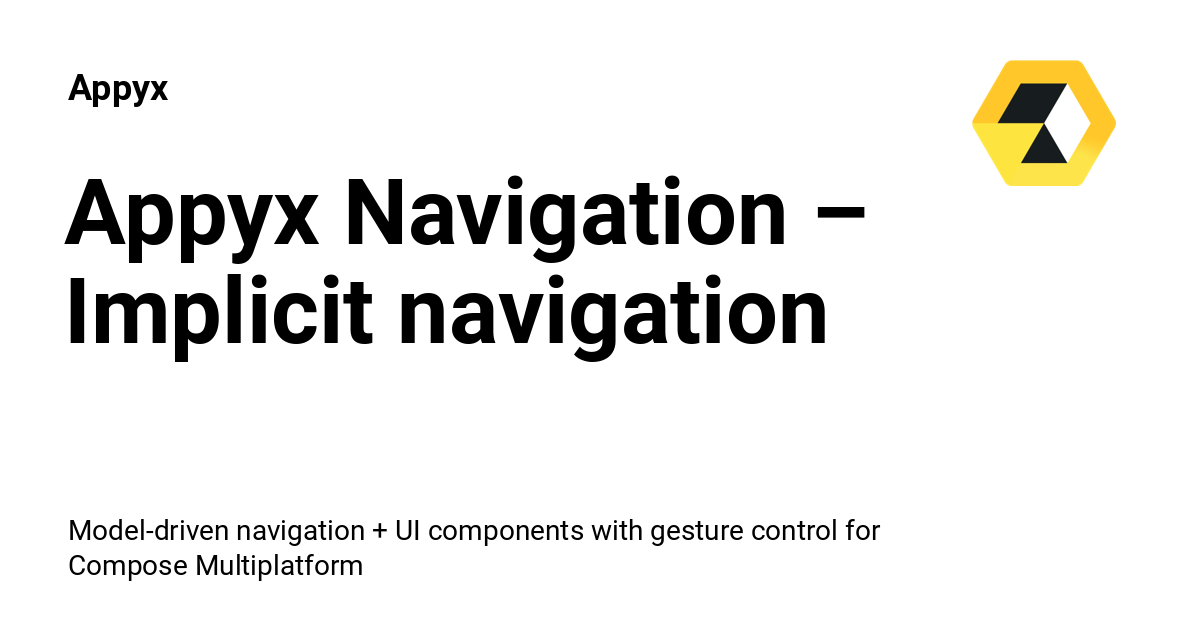 Appyx
Appyx Navigation –
Implicit navigation
Model-driven navigation + UI components with gesture control for
Compose Multiplatform